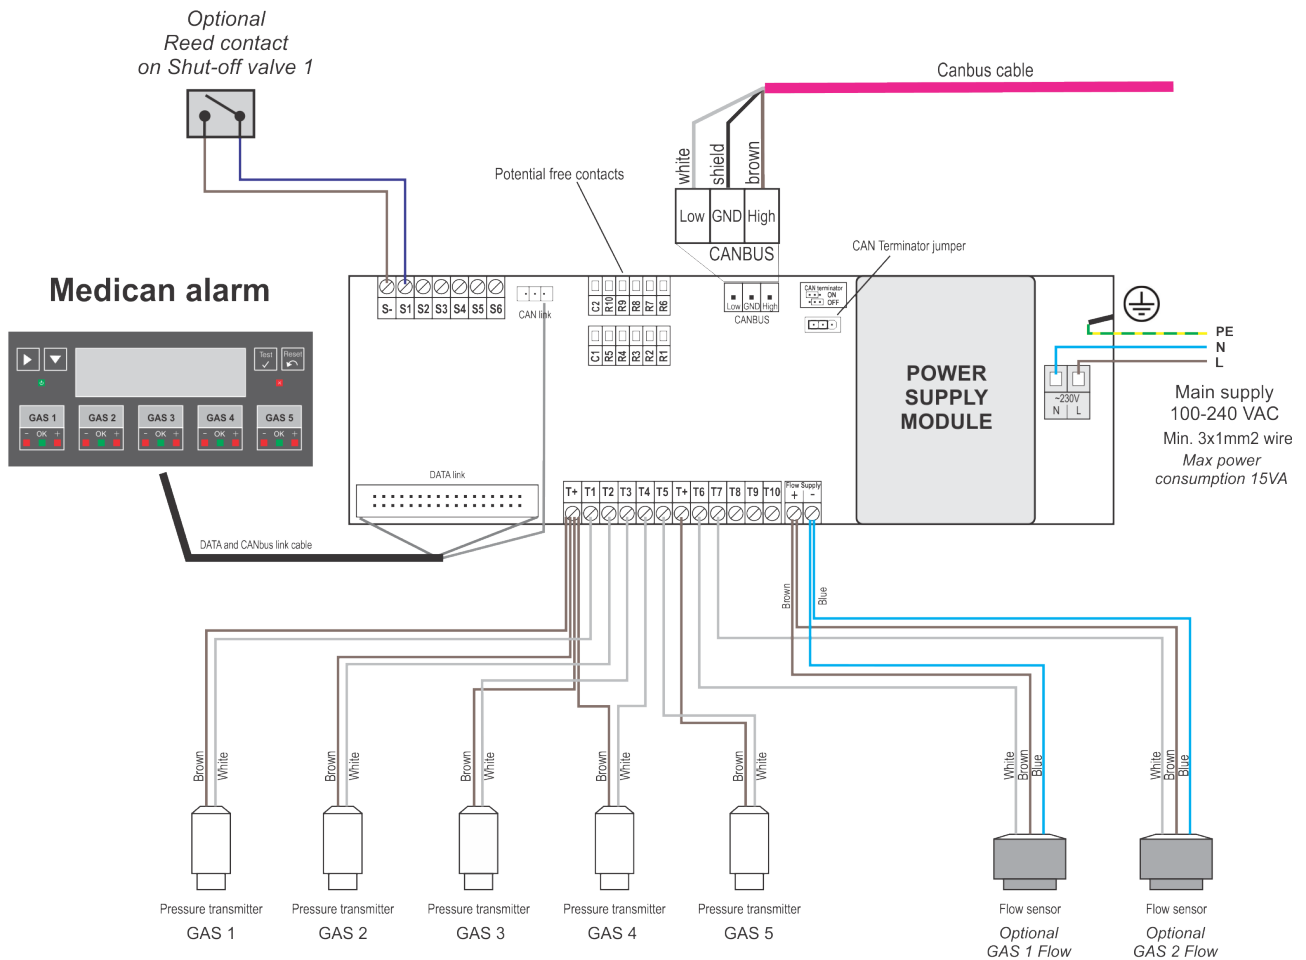 Optional
Reed contact
on Shut-off valve 1
Canbus cable
white
shield
brown
Potential free contacts
Low GND High
CANBUS
CAN Terminator jumper
Medican alarm
S- S1 S2 S3 S4 S5 S6
CAN link
C2 R10 R9 R8 R7 R6
C1 R5 R4 R3 R2 R1
Low GND High
CANBUS
CAN terminator
ON
OFF
POWER
SUPPLY
MODULE
PE
N
L
~230V
N L
Main supply
100-240 VAC
Min. 3x1mm2 wire
Max power
consumption 15VA
Test
Reset
GAS 1 GAS 2 GAS 3 GAS 4 GAS 5
- OK + - OK + - OK + - OK + - OK +
DATA link
T+ T1 T2 T3 T4 T5 T+ T6 T7 T8 T9 T10
Flow Supply
+ -
DATA and CANbus link cable
Brown
Blue
Brown White
Brown White
Brown White
Brown White
Brown White
White Brown Blue
White Brown Blue
Pressure transmitter
GAS 1
Pressure transmitter
GAS 2
Pressure transmitter
GAS 3
Pressure transmitter
GAS 4
Pressure transmitter
GAS 5
Flow sensor
Optional
GAS 1 Flow
Flow sensor
Optional
GAS 2 Flow